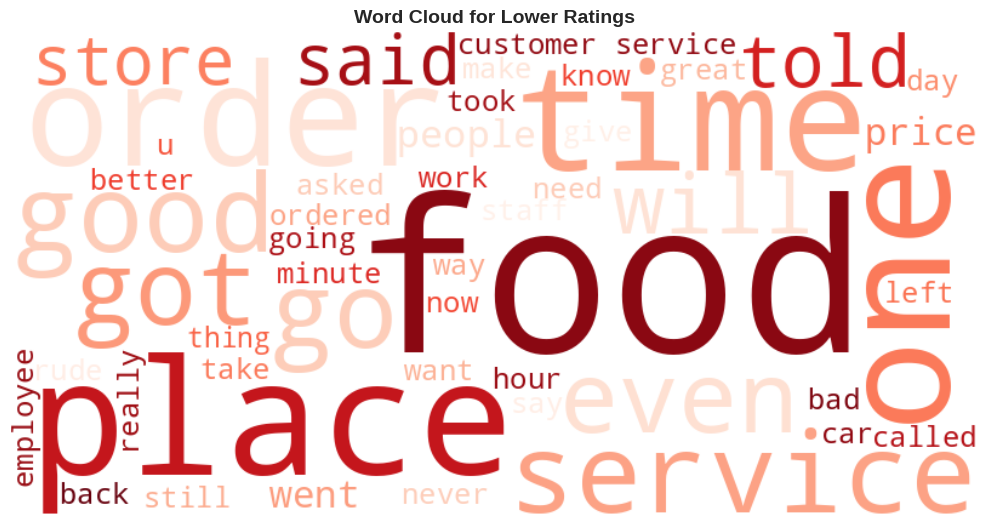 Word Cloud for Lower Ratings
store
said
customer service
told
make
know
great
day
order
took
time
people
give
price
u
better
asked
work
need
will
one
good
ordered
staff
going
food
got
minute
way
go
now
left
thing
employee
rude
really
take
want
hour
place
say
even
bad
car
called
service
back
still
went
never